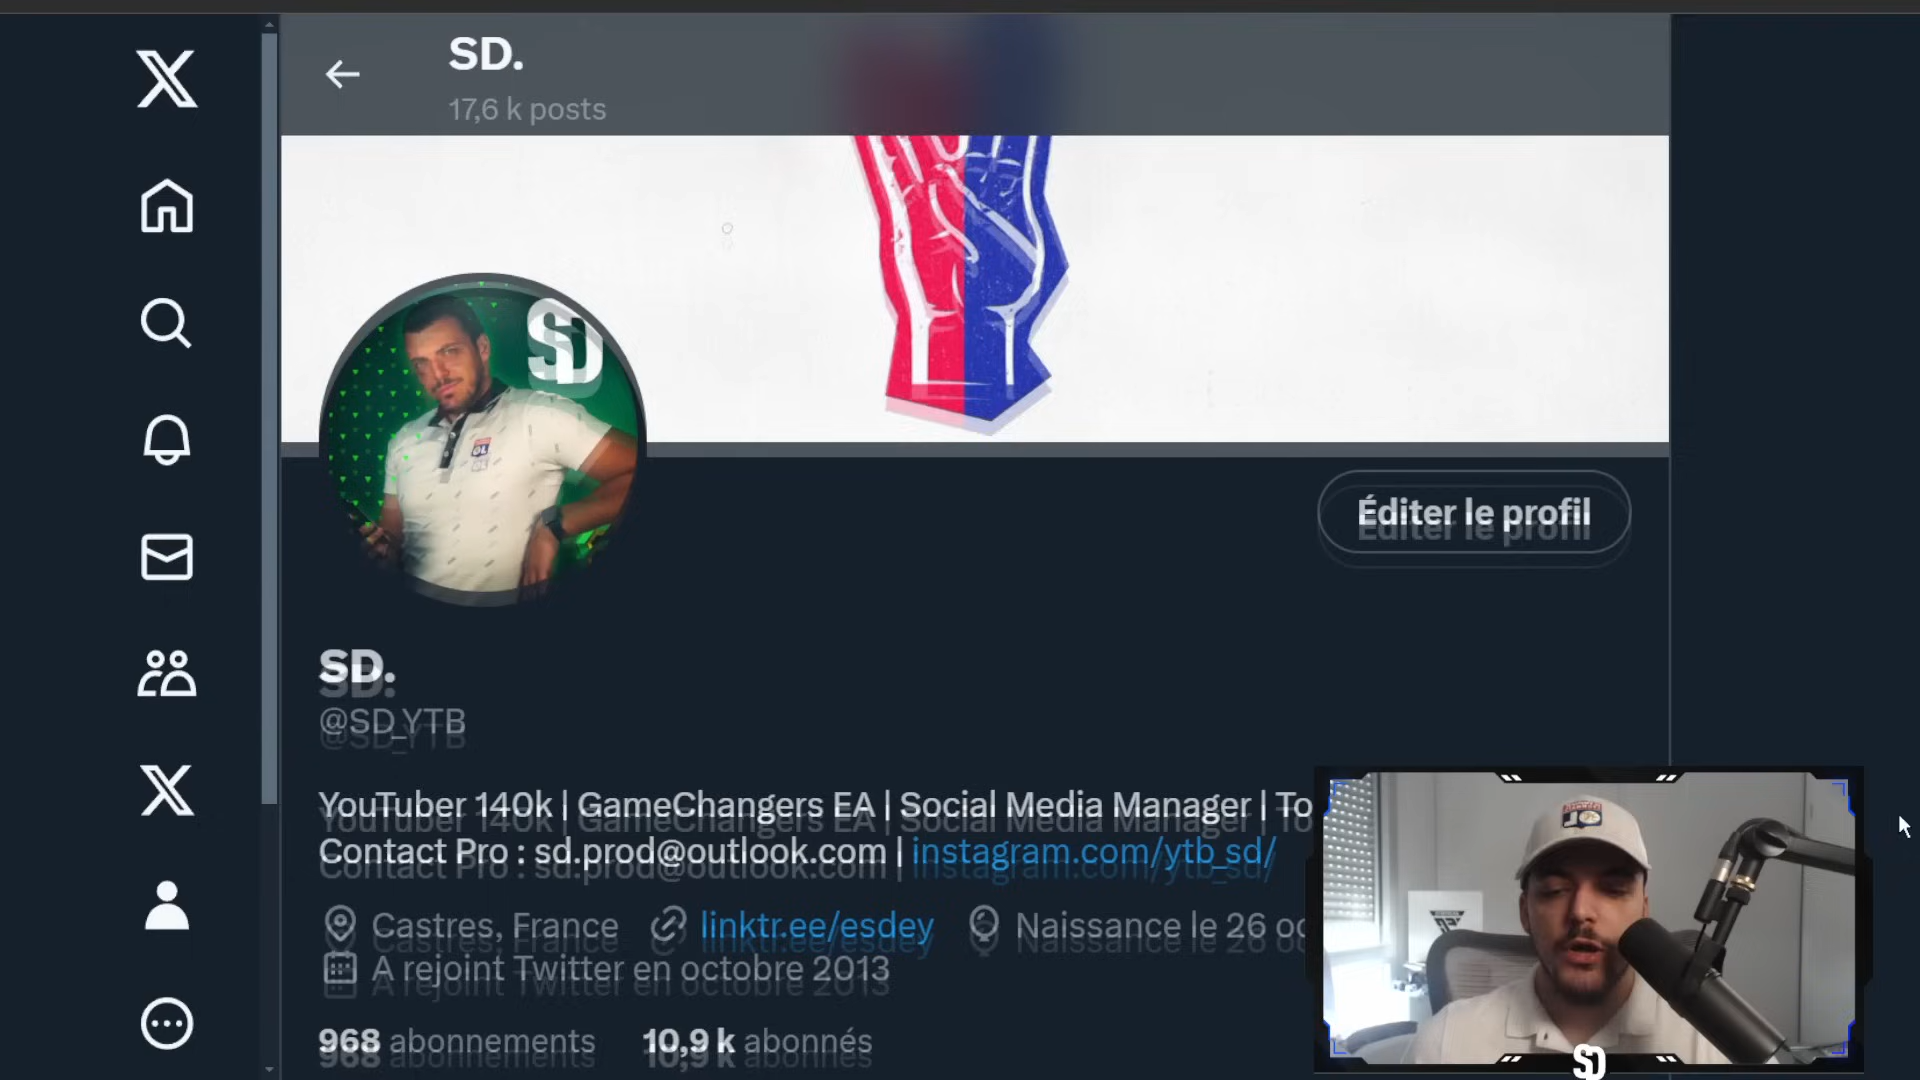 SD.
17,6 k posts
SD
OL
Éditer le profil
SD.
@SD_YTB
YouTuber 140k | GameChangers EA | Social Media Manager | To
Contact Pro : sd.prod@outlook.com | instagram.com/ytb_sd/
Castres, France linktr.ee/esdey Naissance le 26 oc
A rejoint Twitter en octobre 2013
968 abonnements 10,9 k abonnés
SD